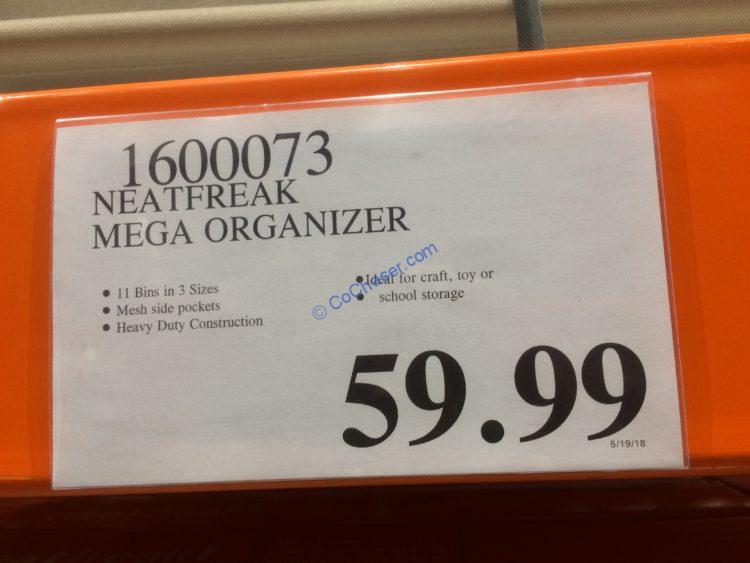 1600073
NEATFREAK
MEGA ORGANIZER
● 11 Bins in 3 Sizes
● Mesh side pockets
● Heavy Duty Construction
● Ideal for craft, toy or
● school storage
© CoChaser.com
59.99
5/19/18